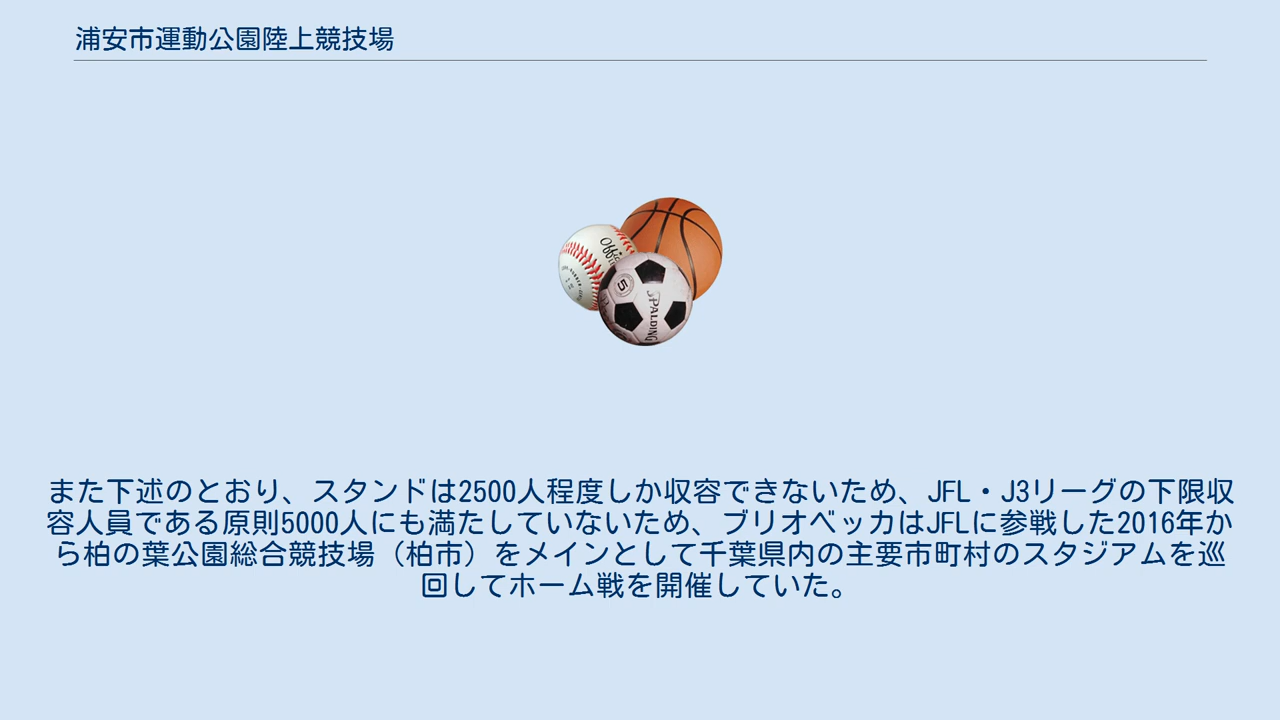 浦安市運動公園陸上競技場
SPALDING
5
また下述のとおり、スタンドは2500人程度しか収容できないため、JFL・J3リーグの下限収
容人員である原則5000人にも満たしていないため、ブリオベッカはJFLに参戦した2016年か
ら柏の葉公園総合競技場（柏市）をメインとして千葉県内の主要市町村のスタジアムを巡
回してホーム戦を開催していた。